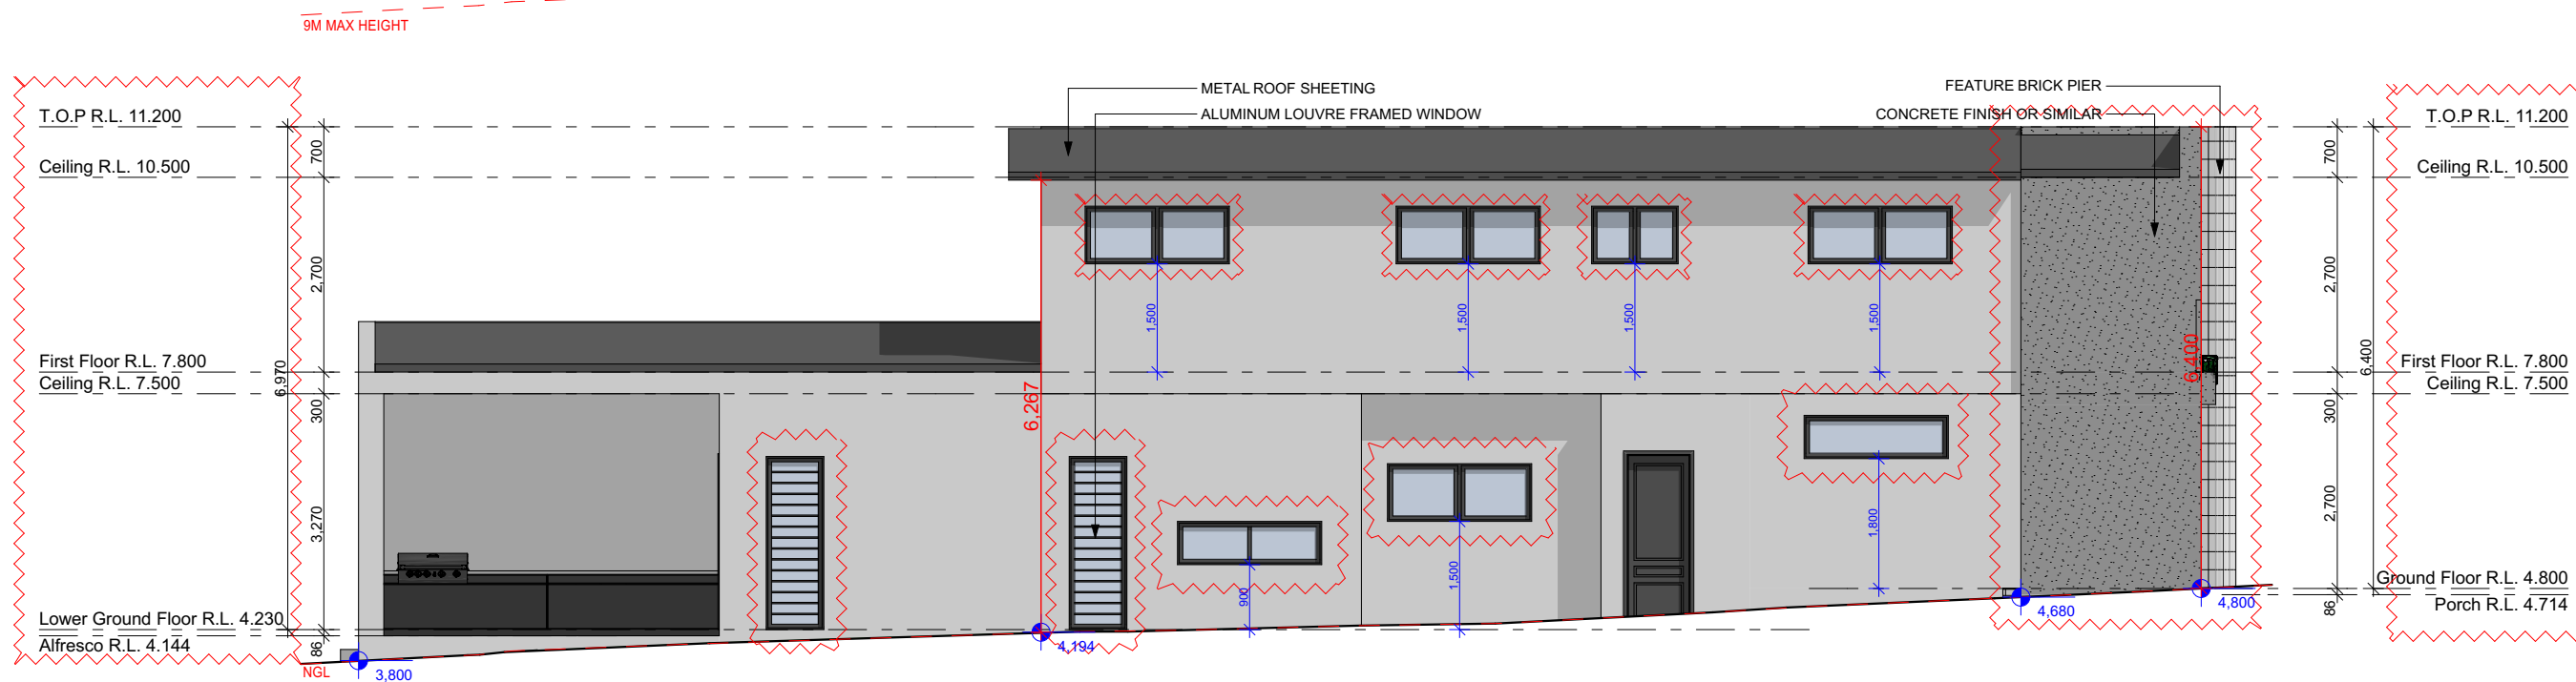 9M MAX HEIGHT
METAL ROOF SHEETING
FEATURE BRICK PIER
T.O.P R.L. 11.200
ALUMINUM LOUVRE FRAMED WINDOW
CONCRETE FINISH OR SIMILAR
T.O.P R.L. 11.200
700
700
Ceiling R.L. 10.500
Ceiling R.L. 10.500
2,700
2,700
1,500
1,500
1,500
1,500
First Floor R.L. 7.800
6,970
6,400
6,400
First Floor R.L. 7.800
Ceiling R.L. 7.500
Ceiling R.L. 7.500
300
6,267
300
3,270
1,800
2,700
1,500
900
Ground Floor R.L. 4.800
Lower Ground Floor R.L. 4.230
4,680
4,800
86
Porch R.L. 4.714
Alfresco R.L. 4.144
86
4,194
NGL
3,800